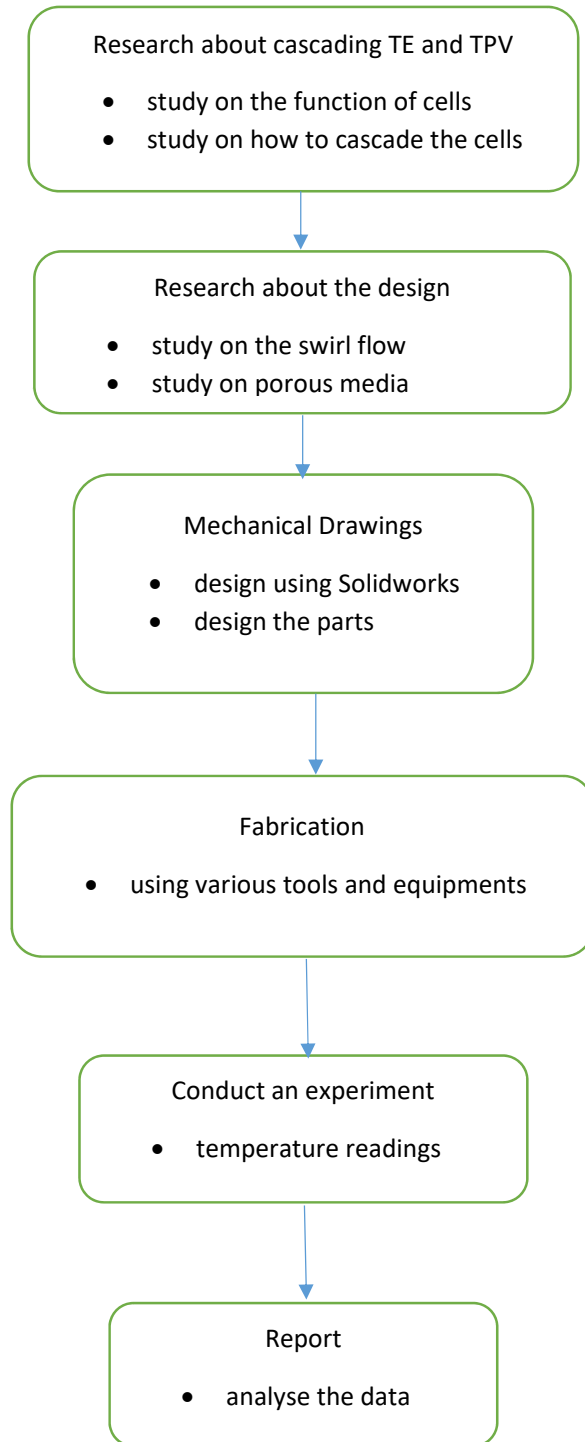 Research about cascading TE and TPV
• study on the function of cells
• study on how to cascade the cells
Research about the design
• study on the swirl flow
• study on porous media
Mechanical Drawings
• design using Solidworks
• design the parts
Fabrication
• using various tools and equipments
Conduct an experiment
• temperature readings
Report
• analyse the data